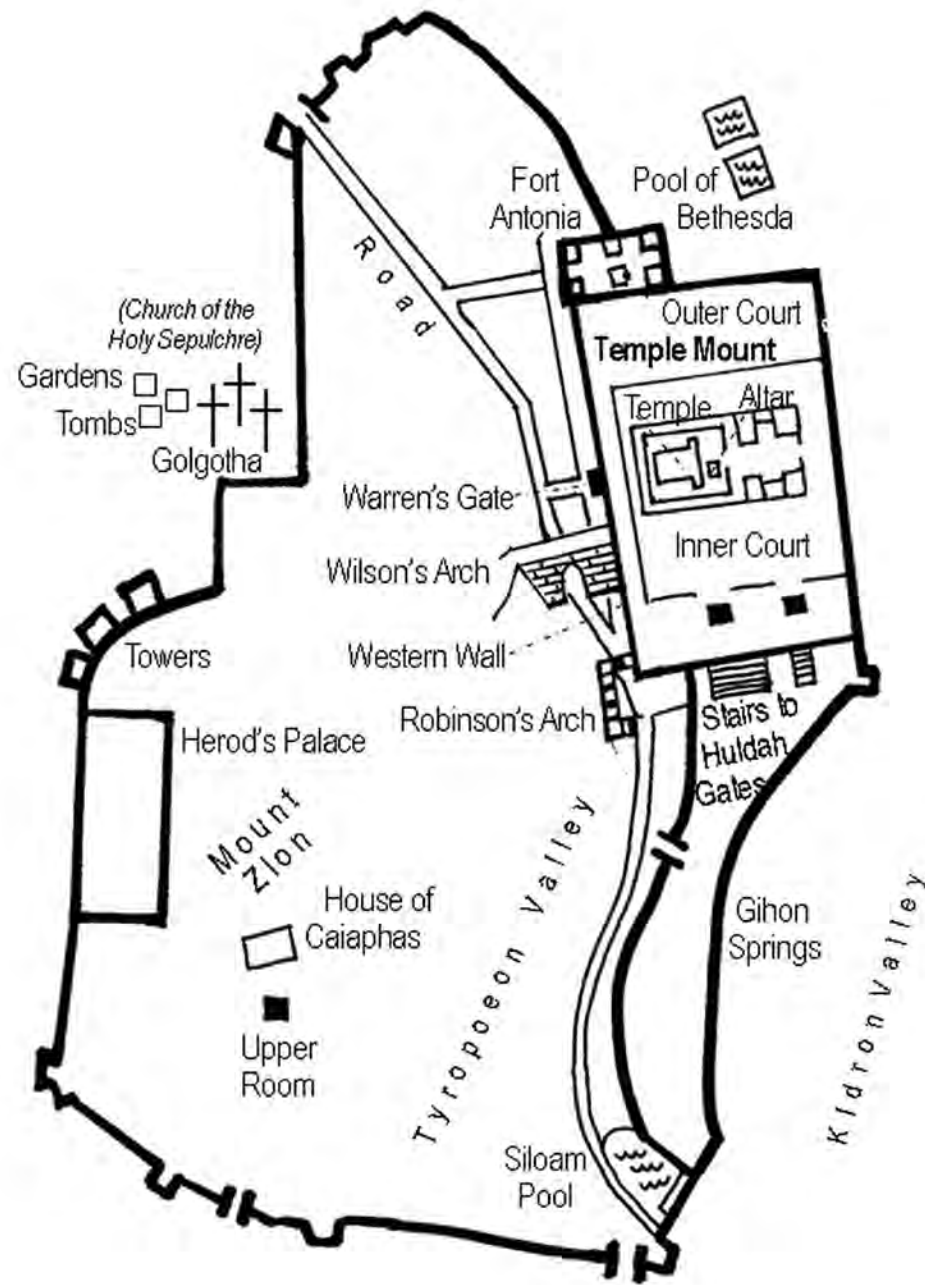 Fort
Antonia
Pool of
Bethesda
Road
(Church of the
Holy Sepulchre)
Gardens
Tombs
Golgotha
Outer Court
Temple Mount
Temple
Altar
Warren's Gate
Inner Court
Wilson's Arch
Western Wall
Towers
Robinson's Arch
Stairs to
Huldah
Gates
Herod's Palace
Mount
Zlon
House of
Caiaphas
Upper
Room
Tyropoeon Valley
Gihon
Springs
Kldron Valley
Siloam
Pool